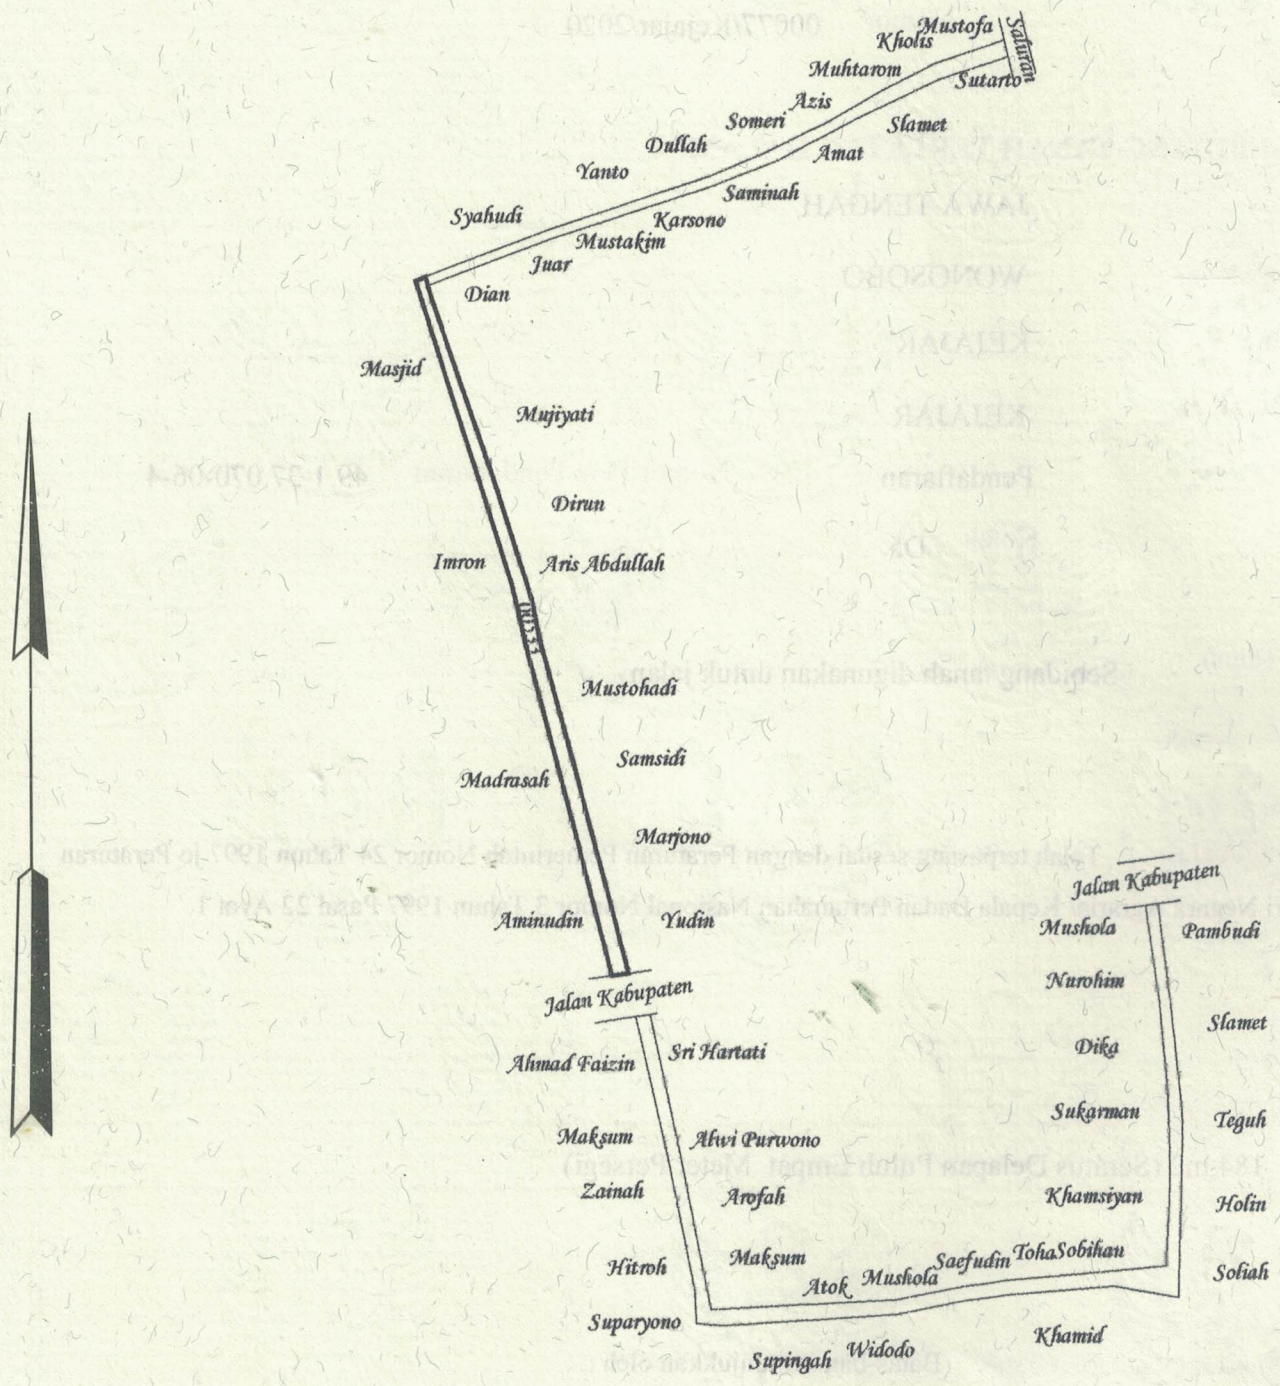 Mustofa
Saluran
Kholis
Muhtarom
Sutarto
Azis
Someri
Slamet
Dullah
Amat
Yanto
Saminah
Syahudi
Karsono
Mustakim
Juar
Dian
Masjid
Mujiyati
Dirun
Imron
Aris Abdullah
00533
Mustohadi
Samsidi
Madrasah
Marjono
Aminudin
Yudin
Jalan Kabupaten
Jalan Kabupaten
Mushola
Pambudi
Nurohim
Slamet
Dika
Sukarman
Teguh
Khamsiyan
Holin
Soliah
Ahmad Faizin
Sri Hartati
Maksum
Alwi Purwono
Zainah
Arofah
Hitroh
Maksum
Atok
Mushola
Saefudin
Toha
Sobihan
Suparyono
Supingah
Widodo
Khamid